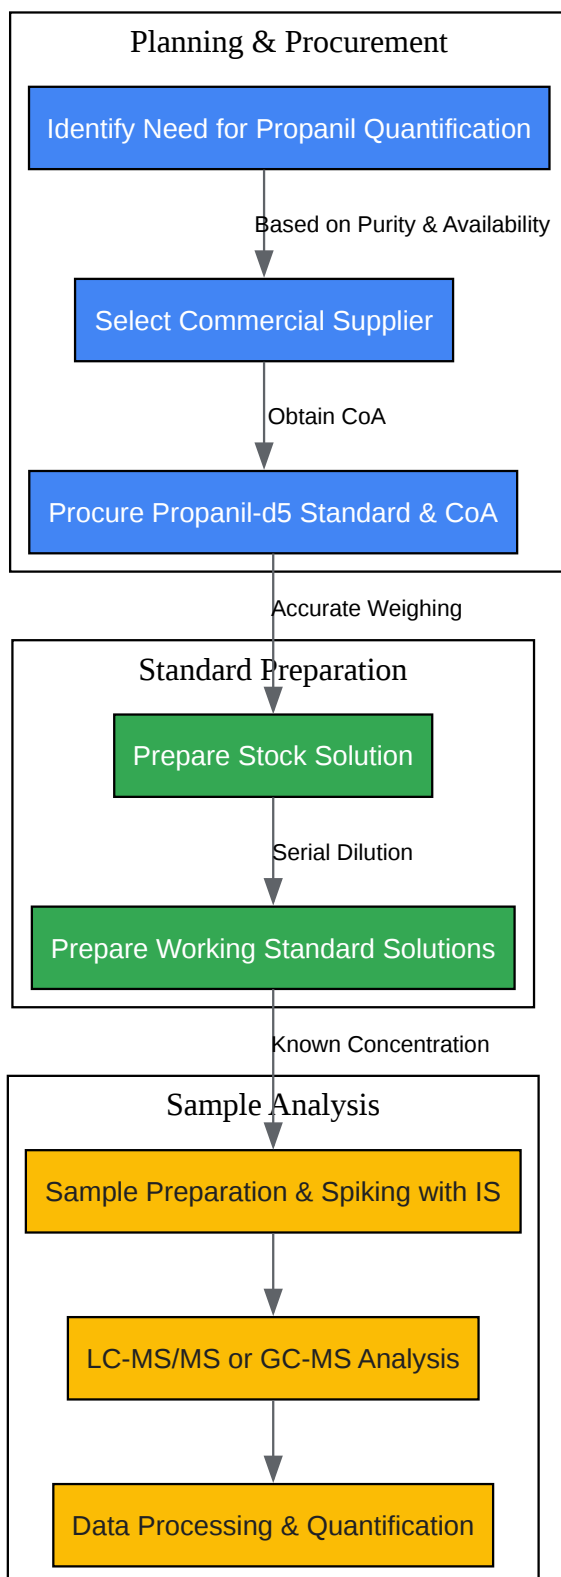 Planning & Procurement
Identify Need for Propanil Quantification
Based on Purity & Availability
Select Commercial Supplier
Obtain CoA
Procure Propanil-d5 Standard & CoA
Accurate Weighing
Standard Preparation
Prepare Stock Solution
Serial Dilution
Prepare Working Standard Solutions
Known Concentration
Sample Analysis
Sample Preparation & Spiking with IS
LC-MS/MS or GC-MS Analysis
Data Processing & Quantification